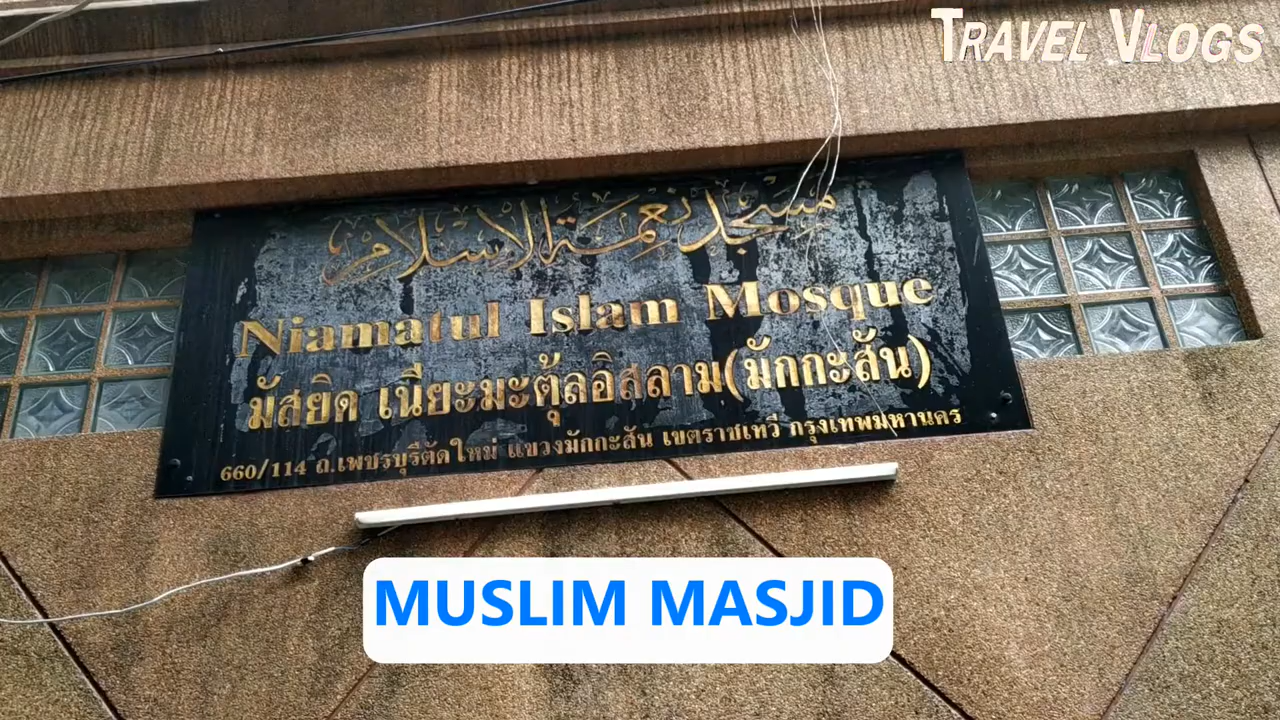 TRAVEL VLOGS
مسجد نعمة الاسلام
Niamatul Islam Mosque
มัสยิด เนียะมะตุ้ลอิสลาม(มักกะสัน)
660/114 ถ.เพชรบุรีตัดใหม่ แขวงมักกะสัน เขตราชเทวี กรุงเทพมหานคร
MUSLIM MASJID